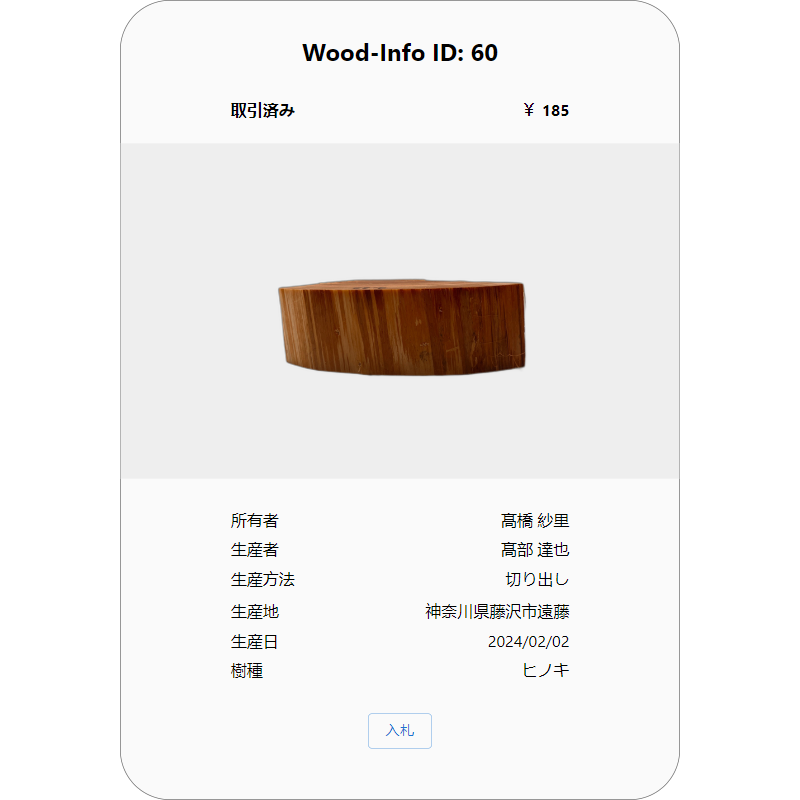 Wood-Info ID: 60
取引済み ￥ 185
所有者 髙橋 紗里
生産者 髙部 達也
生産方法 切り出し
生産地 神奈川県藤沢市遠藤
生産日 2024/02/02
樹種 ヒノキ
入札